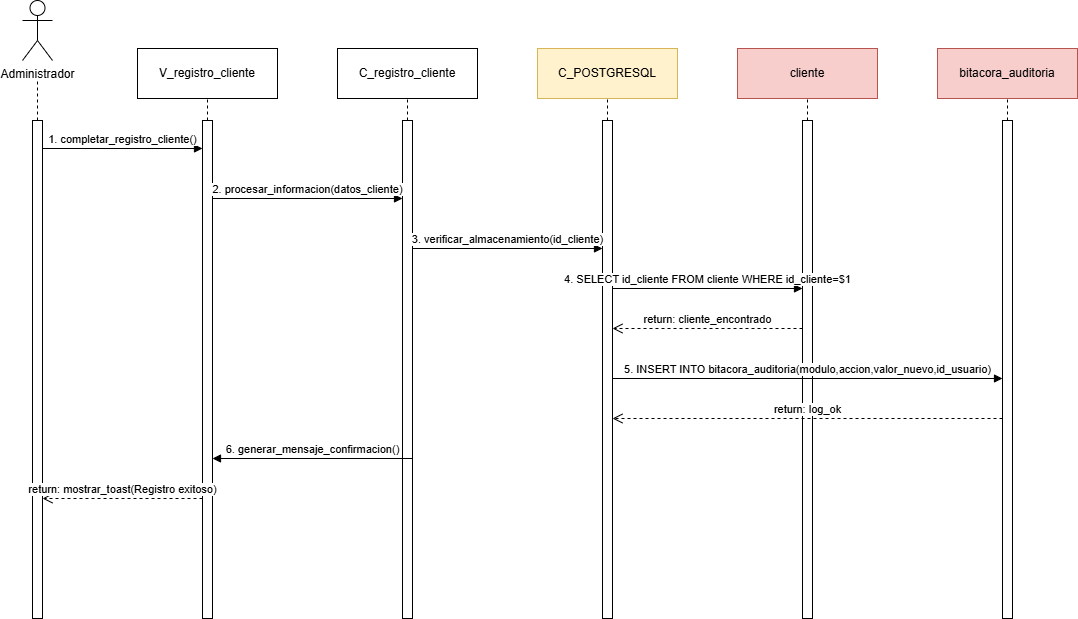 Administrador
V_registro_cliente
C_registro_cliente
C_POSTGRESQL
cliente
bitacora_auditoria
1. completar_registro_cliente()
2. procesar_informacion(datos_cliente)
3. verificar_almacenamiento(id_cliente)
4. SELECT id_cliente FROM cliente WHERE id_cliente=$1
return: cliente_encontrado
5. INSERT INTO bitacora_auditoria(modulo,accion,valor_nuevo,id_usuario)
return: log_ok
6. generar_mensaje_confirmacion()
return: mostrar_toast(Registro exitoso)